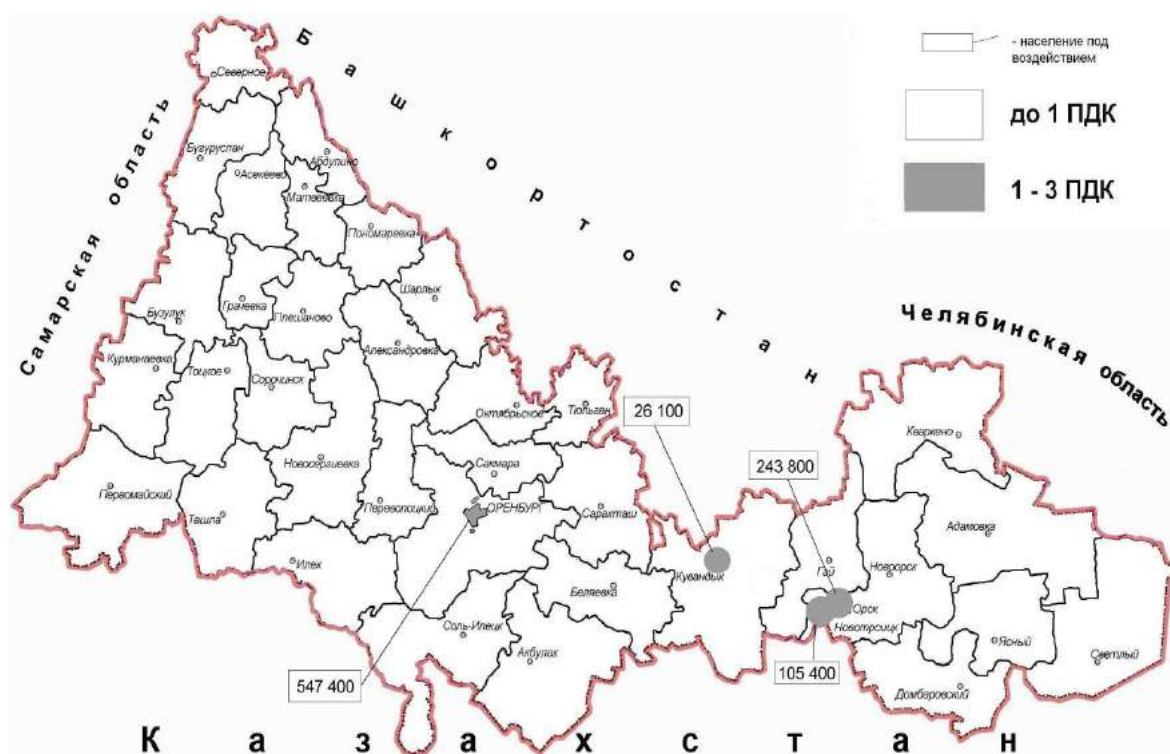 Башкортостан
Самарская область
Челябинская область
Казахстан
- население под
воздействием
до 1 ПДК
1 - 3 ПДК
Северное
Бугуруслан
Абдулино
Асекеево
Матвеевка
Пономаревка
Грачевка
Плешаново
Шарлык
Бузулук
Александровка
Курманаевка
Тоцкое
Сорочинск
Октябрьское
Тюльган
26 100
Кваркено
243 800
Новосергиевка
Сакмара
Первомайский
Переволоцкий
ОРЕНБУРГ
Саракташ
Ташла
Адамовка
Илек
Кувандык
Гай
Новоорск
Беляевка
Орск
Новотроицк
Соль-Илецк
Акбулак
Ясный
Светлый
547 400
105 400
Домбаровский